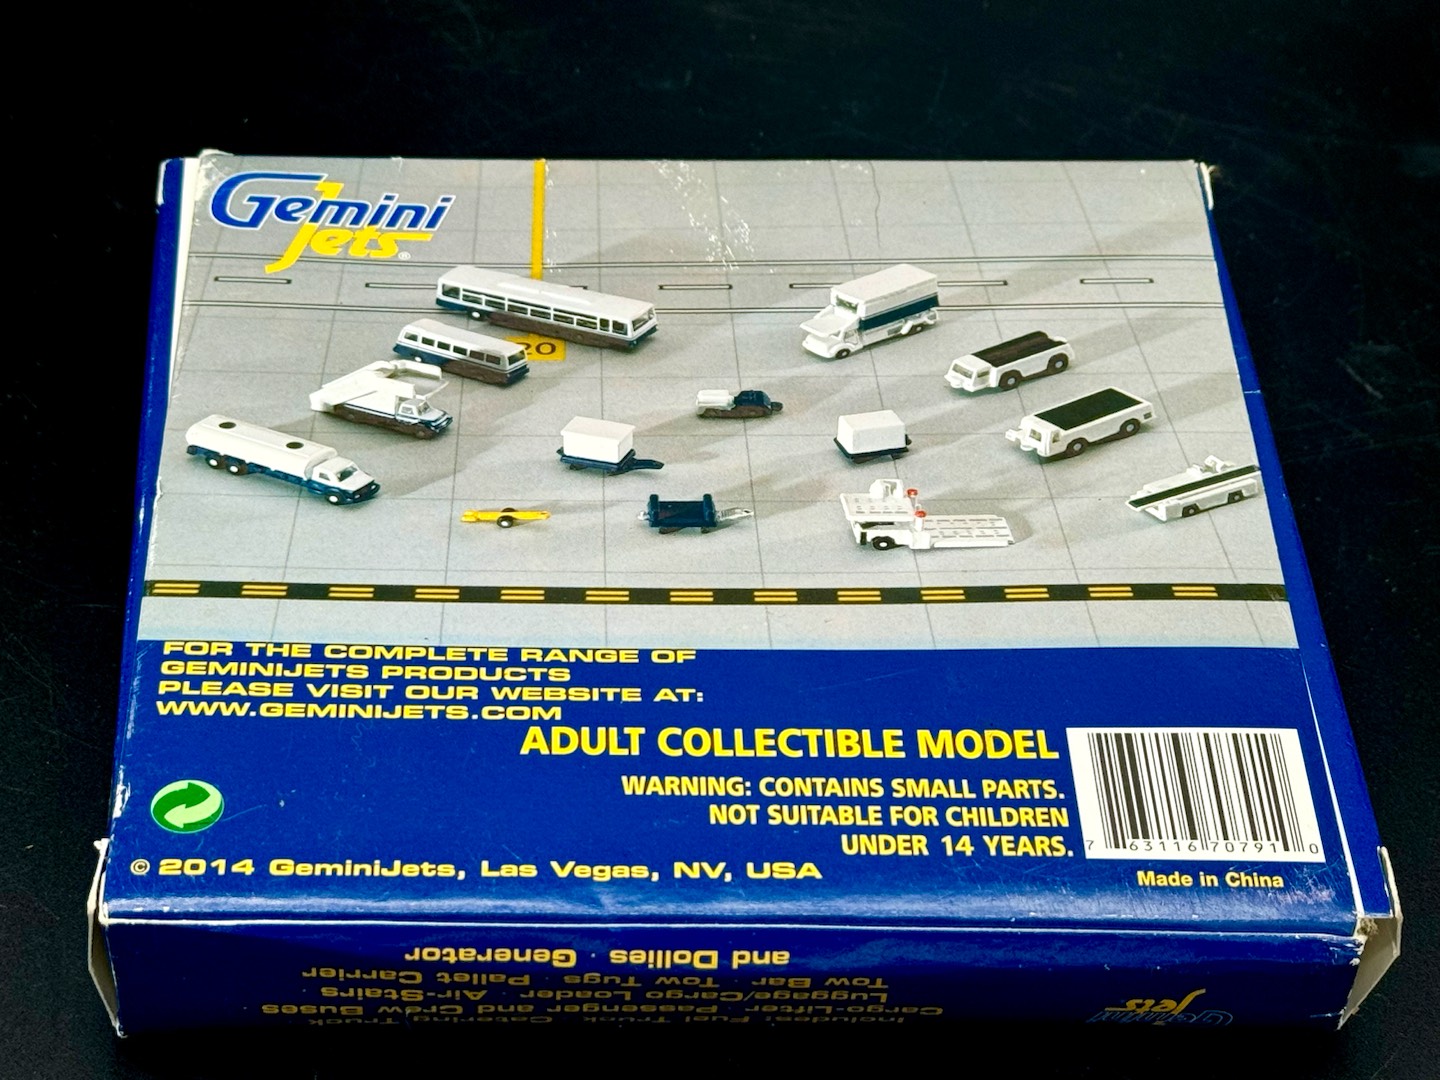 Gemini
Jets®
20
FOR THE COMPLETE RANGE OF
GEMINIJETS PRODUCTS
PLEASE VISIT OUR WEBSITE AT:
WWW.GEMINIJETS.COM
ADULT COLLECTIBLE MODEL
WARNING: CONTAINS SMALL PARTS.
NOT SUITABLE FOR CHILDREN
UNDER 14 YEARS.
7 63116 70791 0
Made in China
© 2014 GeminiJets, Las Vegas, NV, USA
Gemini
Jets
Includes: Fuel Truck · Catering Truck ·
Cargo-Lifter · Passenger and Crew Buses
Luggage/Cargo Loader · Air-Stairs ·
Tow Bar · Tow Tugs · Pallet Carrier
and Dollies · Generator